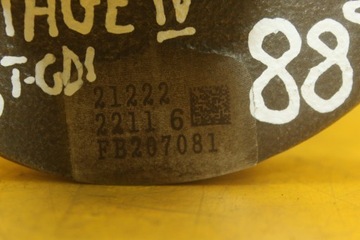 TAGE IV
T-GDI
88
21222
2211 6
FB207081